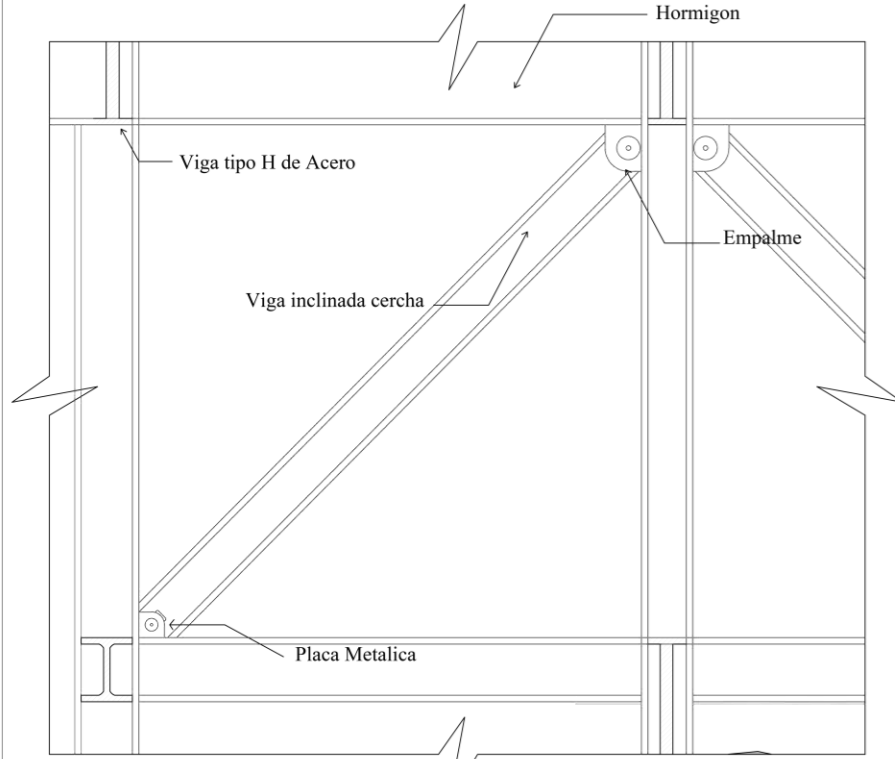 Hormigon
Viga tipo H de Acero
Empalme
Viga inclinada cercha
Placa Metalica